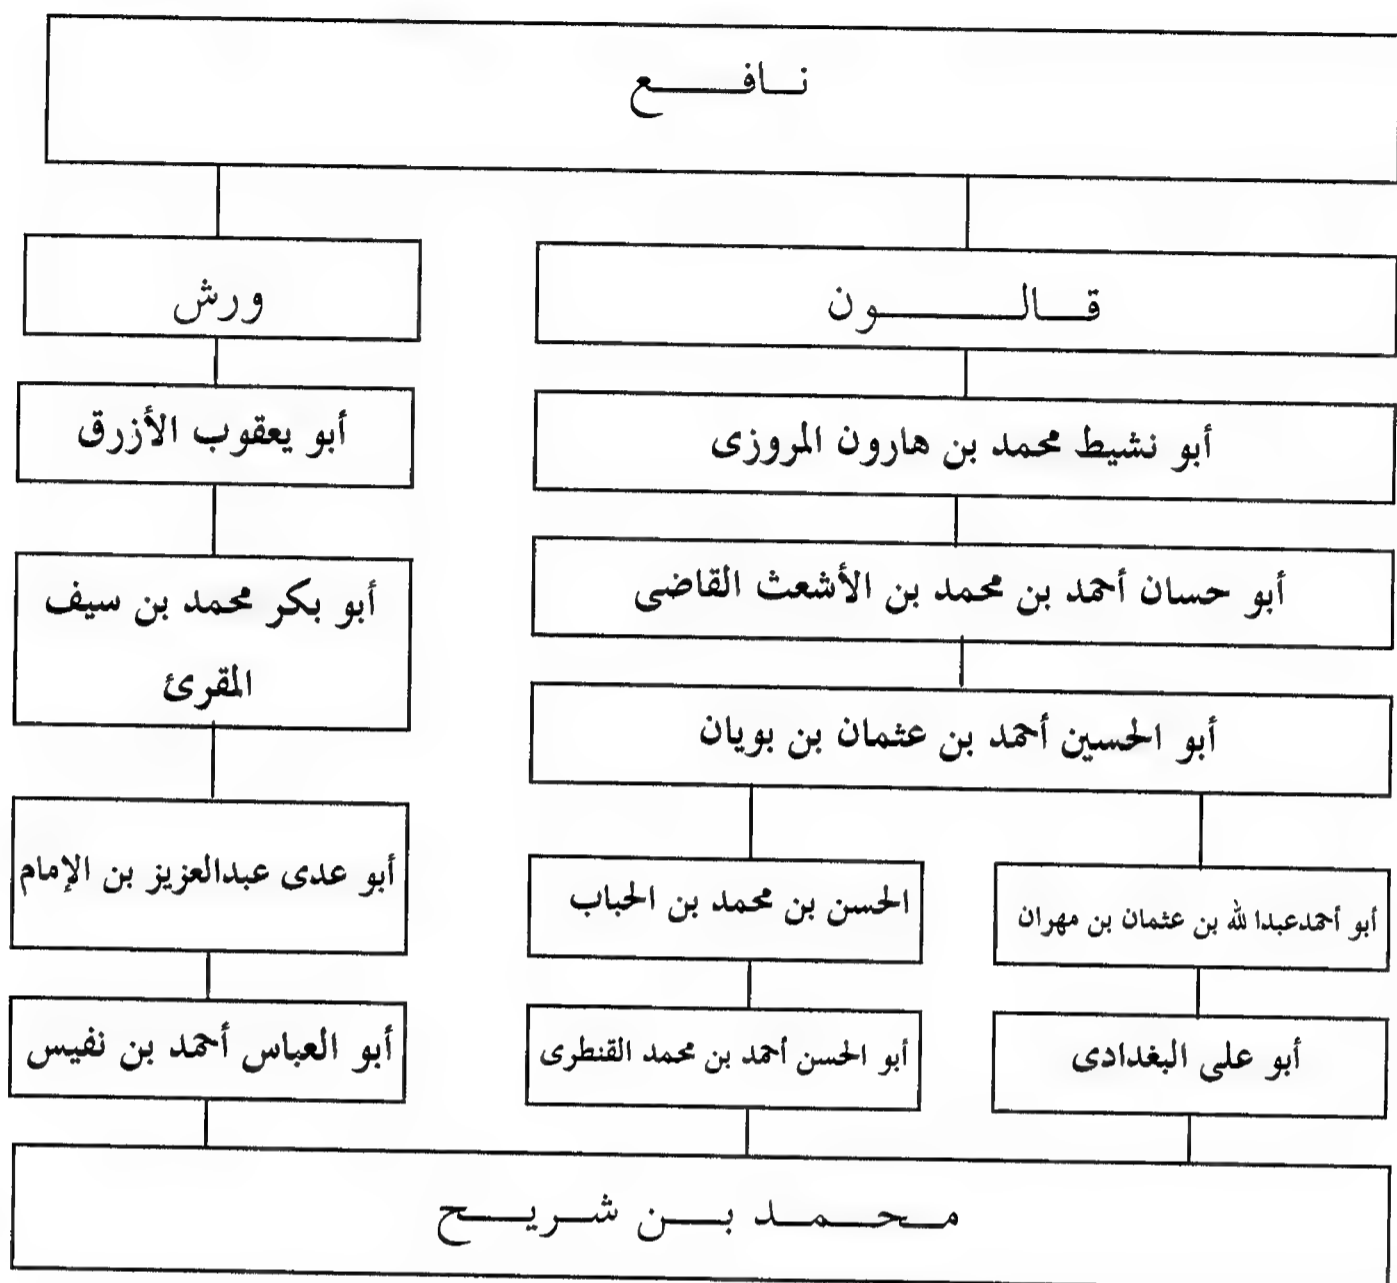 نافع
قالون
ورش
أبو نشيط محمد بن هارون المروزى
أبو يعقوب الأزرق
أبو حسان أحمد بن محمد بن الأشعث القاضى
أبو بكر محمد بن سيف
المقرئ
أبو الحسين أحمد بن عثمان بن بويان
أبو أحمدعبدا لله بن عثمان بن مهران
الحسن بن محمد بن الحباب
أبو عدى عبدالعزيز بن الإمام
أبو على البغدادى
أبو الحسن أحمد بن محمد القنطرى
أبو العباس أحمد بن نفيس
محمد بن شريح